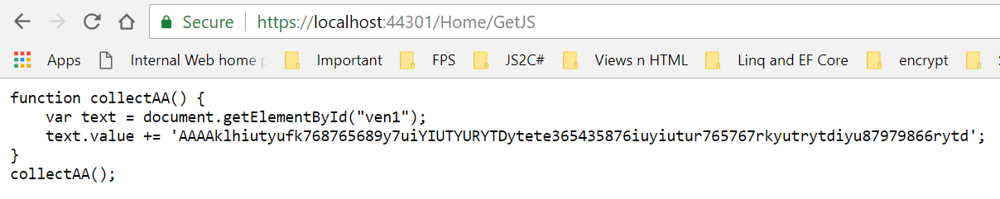 Secure https://localhost:44301/Home/GetJS
Apps Internal Web home Important FPS JS2C# Views n HTML Linq and EF Core encrypt
function collectAA() {
    var text = document.getElementById("ven1");
    text.value += 'AAAAklhiutyufk768765689y7uiYIUTYURYTDytete365435876iuyiutur765767rkyutrytdiyu87979866rytd';
}
collectAA();